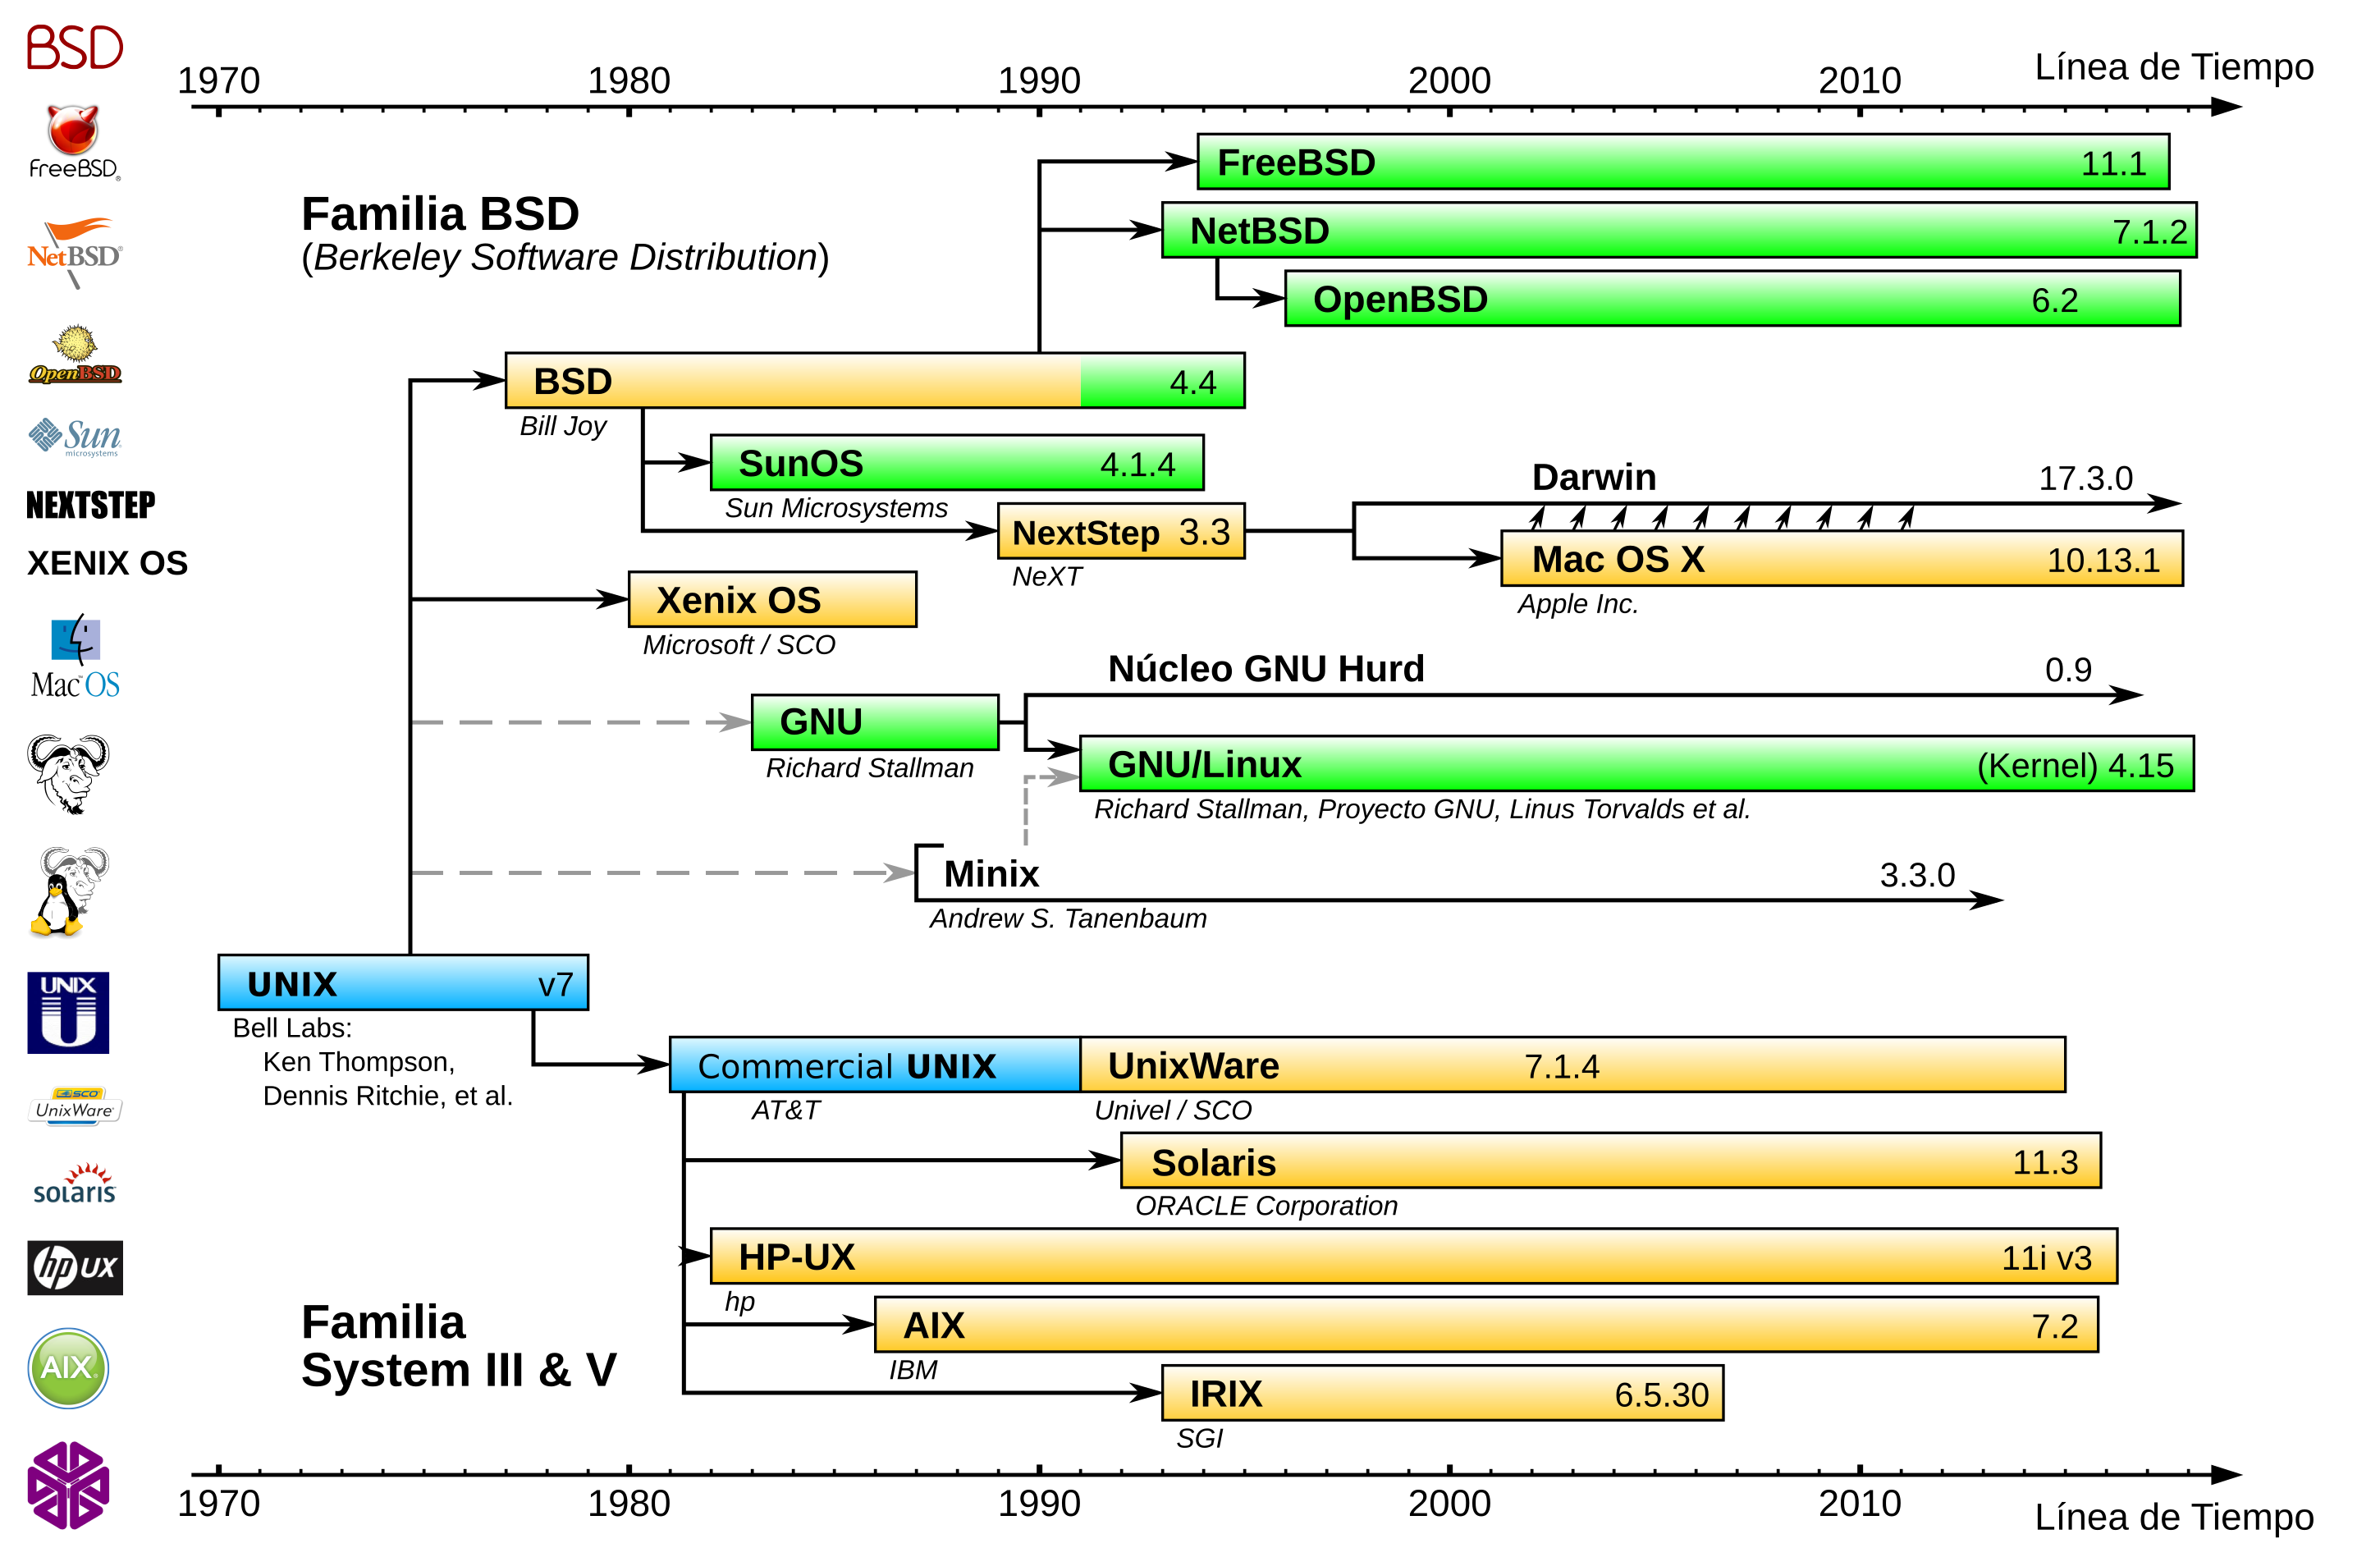 BSD
FreeBSD®
NetBSD®
OpenBSD
Sun
microsystems
NEXTSTEP
XENIX OS
Mac™OS
UNIX
SCO
UnixWare
solaris
hp UX
AIX
1970 1980 1990 2000 2010 Línea de Tiempo
Familia BSD
(Berkeley Software Distribution)
FreeBSD 11.1
NetBSD 7.1.2
OpenBSD 6.2
BSD 4.4
Bill Joy
SunOS 4.1.4
Sun Microsystems
NextStep 3.3
NeXT
Darwin 17.3.0
Mac OS X 10.13.1
Apple Inc.
Xenix OS
Microsoft / SCO
Núcleo GNU Hurd 0.9
GNU
Richard Stallman
GNU/Linux (Kernel) 4.15
Richard Stallman, Proyecto GNU, Linus Torvalds et al.
Minix 3.3.0
Andrew S. Tanenbaum
UNIX v7
Bell Labs:
Ken Thompson,
Dennis Ritchie, et al.
Commercial UNIX
AT&T
UnixWare 7.1.4
Univel / SCO
Solaris 11.3
ORACLE Corporation
HP-UX 11i v3
hp
AIX 7.2
IBM
IRIX 6.5.30
SGI
Familia
System III & V
1970 1980 1990 2000 2010 Línea de Tiempo